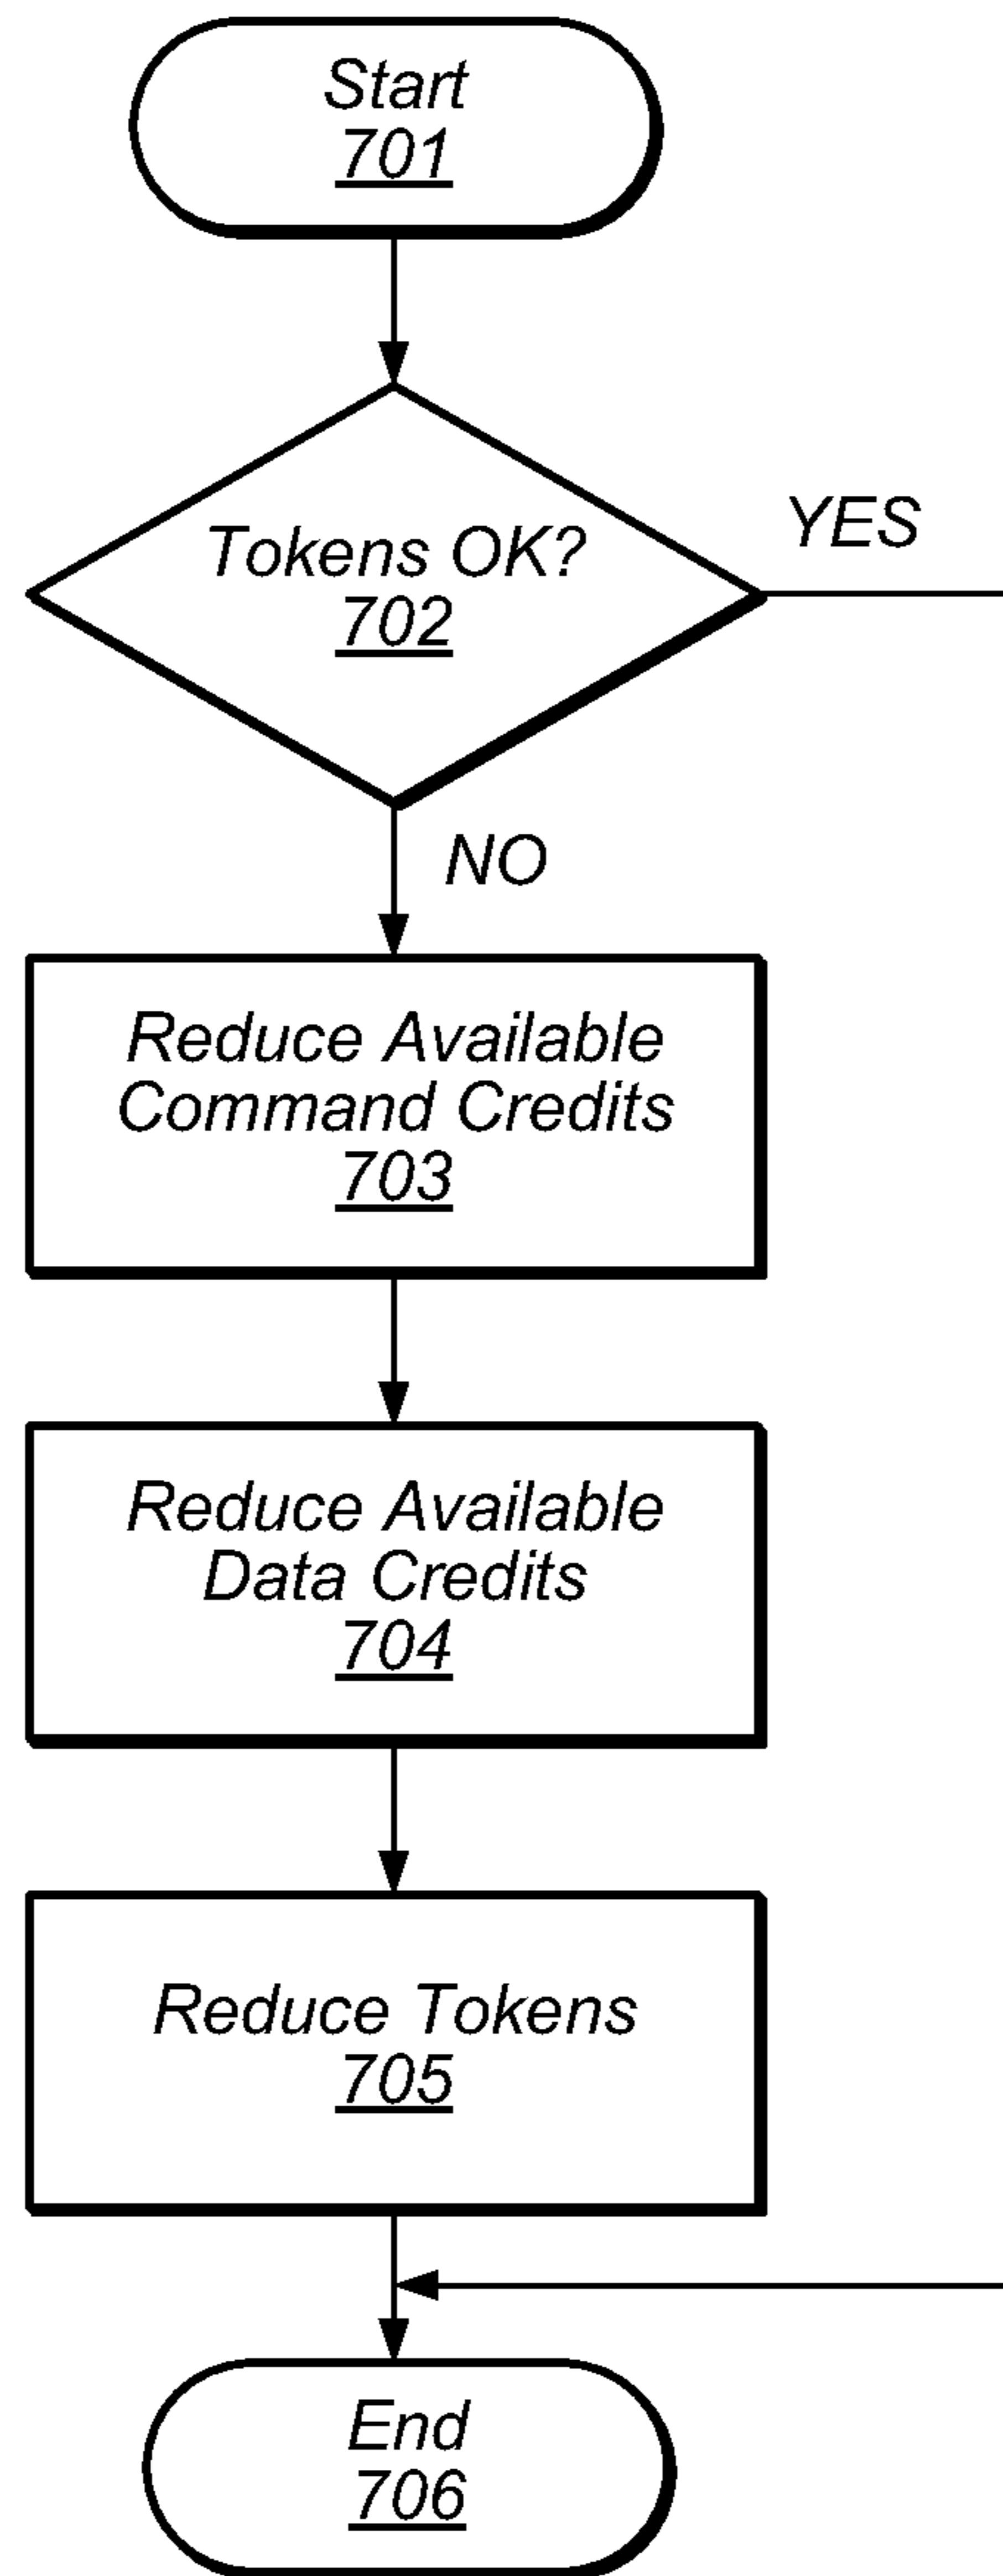 Start
701
Tokens OK?
702
YES
NO
Reduce Available
Command Credits
703
Reduce Available
Data Credits
704
Reduce Tokens
705
End
706